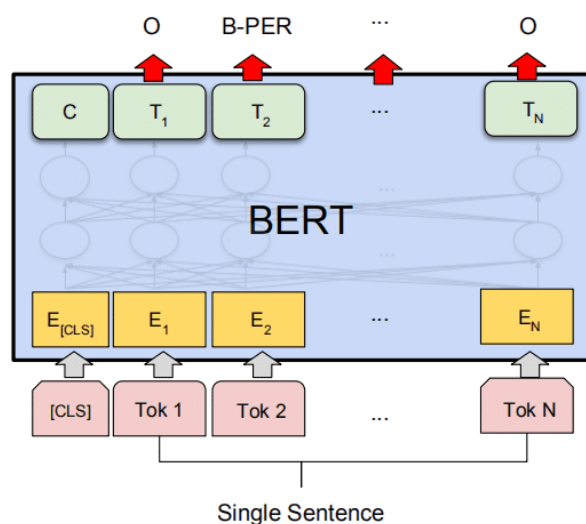 O B-PER ... O
C T1 T2 ... TN
...
BERT
...
E[CLS] E1 E2 ... EN
[CLS] Tok 1 Tok 2 ... Tok N
Single Sentence